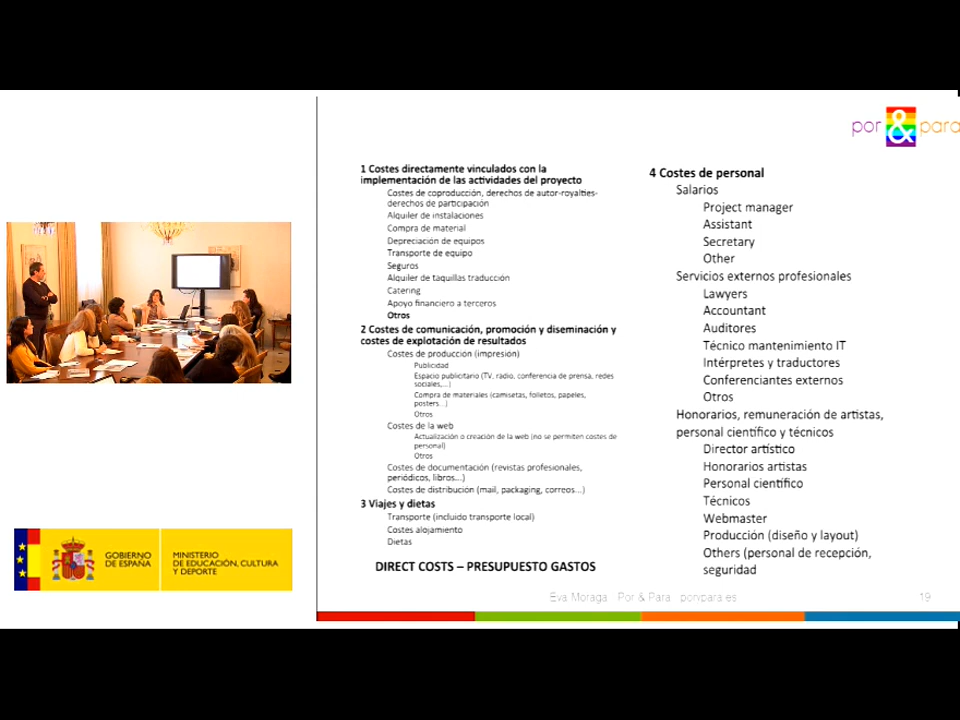 por & para
1 Costes directamente vinculados con la
implementación de las actividades del proyecto
Costes de coproducción, derechos de autor-royalties-
derechos de participación
Alquiler de instalaciones
Compra de material
Depreciación de equipos
Transporte de equipo
Seguros
Alquiler de taquillas traducción
Catering
Apoyo financiero a terceros
Otros
2 Costes de comunicación, promoción y diseminación y
costes de explotación de resultados
Costes de producción (impresión)
Publicidad
Espacio publicitario (TV, radio, conferencia de prensa, redes
sociales,...)
Compra de materiales (camisetas, folletos, papeles,
posters...)
Otros
Costes de la web
Actualización o creación de la web (no se permiten costes de
personal)
Otros
Costes de documentación (revistas profesionales,
periódicos, libros...)
Costes de distribución (mail, packaging, correos...)
3 Viajes y dietas
Transporte (incluido transporte local)
Costes alojamiento
Dietas
DIRECT COSTS – PRESUPUESTO GASTOS
4 Costes de personal
Salarios
Project manager
Assistant
Secretary
Other
Servicios externos profesionales
Lawyers
Accountant
Auditores
Técnico mantenimiento IT
Intérpretes y traductores
Conferenciantes externos
Otros
Honorarios, remuneración de artistas,
personal científico y técnicos
Director artístico
Honorarios artistas
Personal científico
Técnicos
Webmaster
Producción (diseño y layout)
Others (personal de recepción,
seguridad
GOBIERNO
DE ESPAÑA
MINISTERIO
DE EDUCACIÓN, CULTURA
Y DEPORTE
Eva Moraga Por & Para porypara.es
19